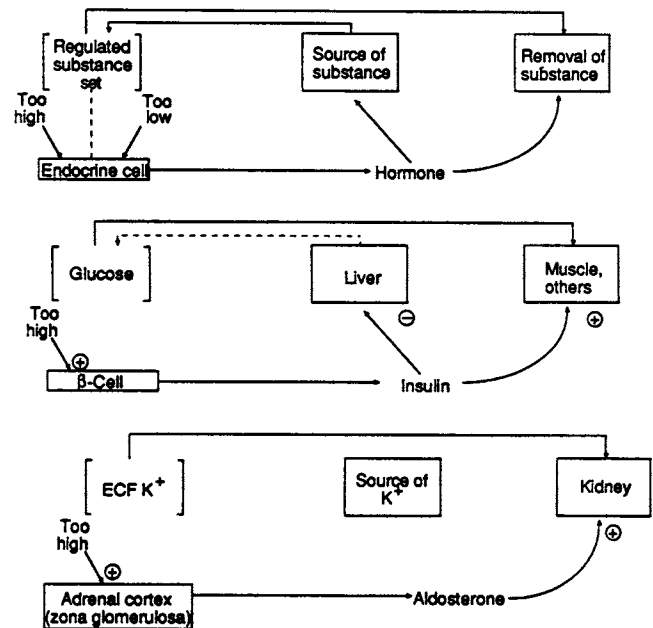 Regulated
substance
set
Source of
substance
Removal of
substance
Too
high
Too
low
Endocrine cell
Hormone
Glucose
Liver
Muscle,
others
−
+
Too
high
+
β-Cell
Insulin
ECF K⁺
Source of
K⁺
Kidney
+
Too
high
+
Adrenal cortex
(zona glomerulosa)
Aldosterone